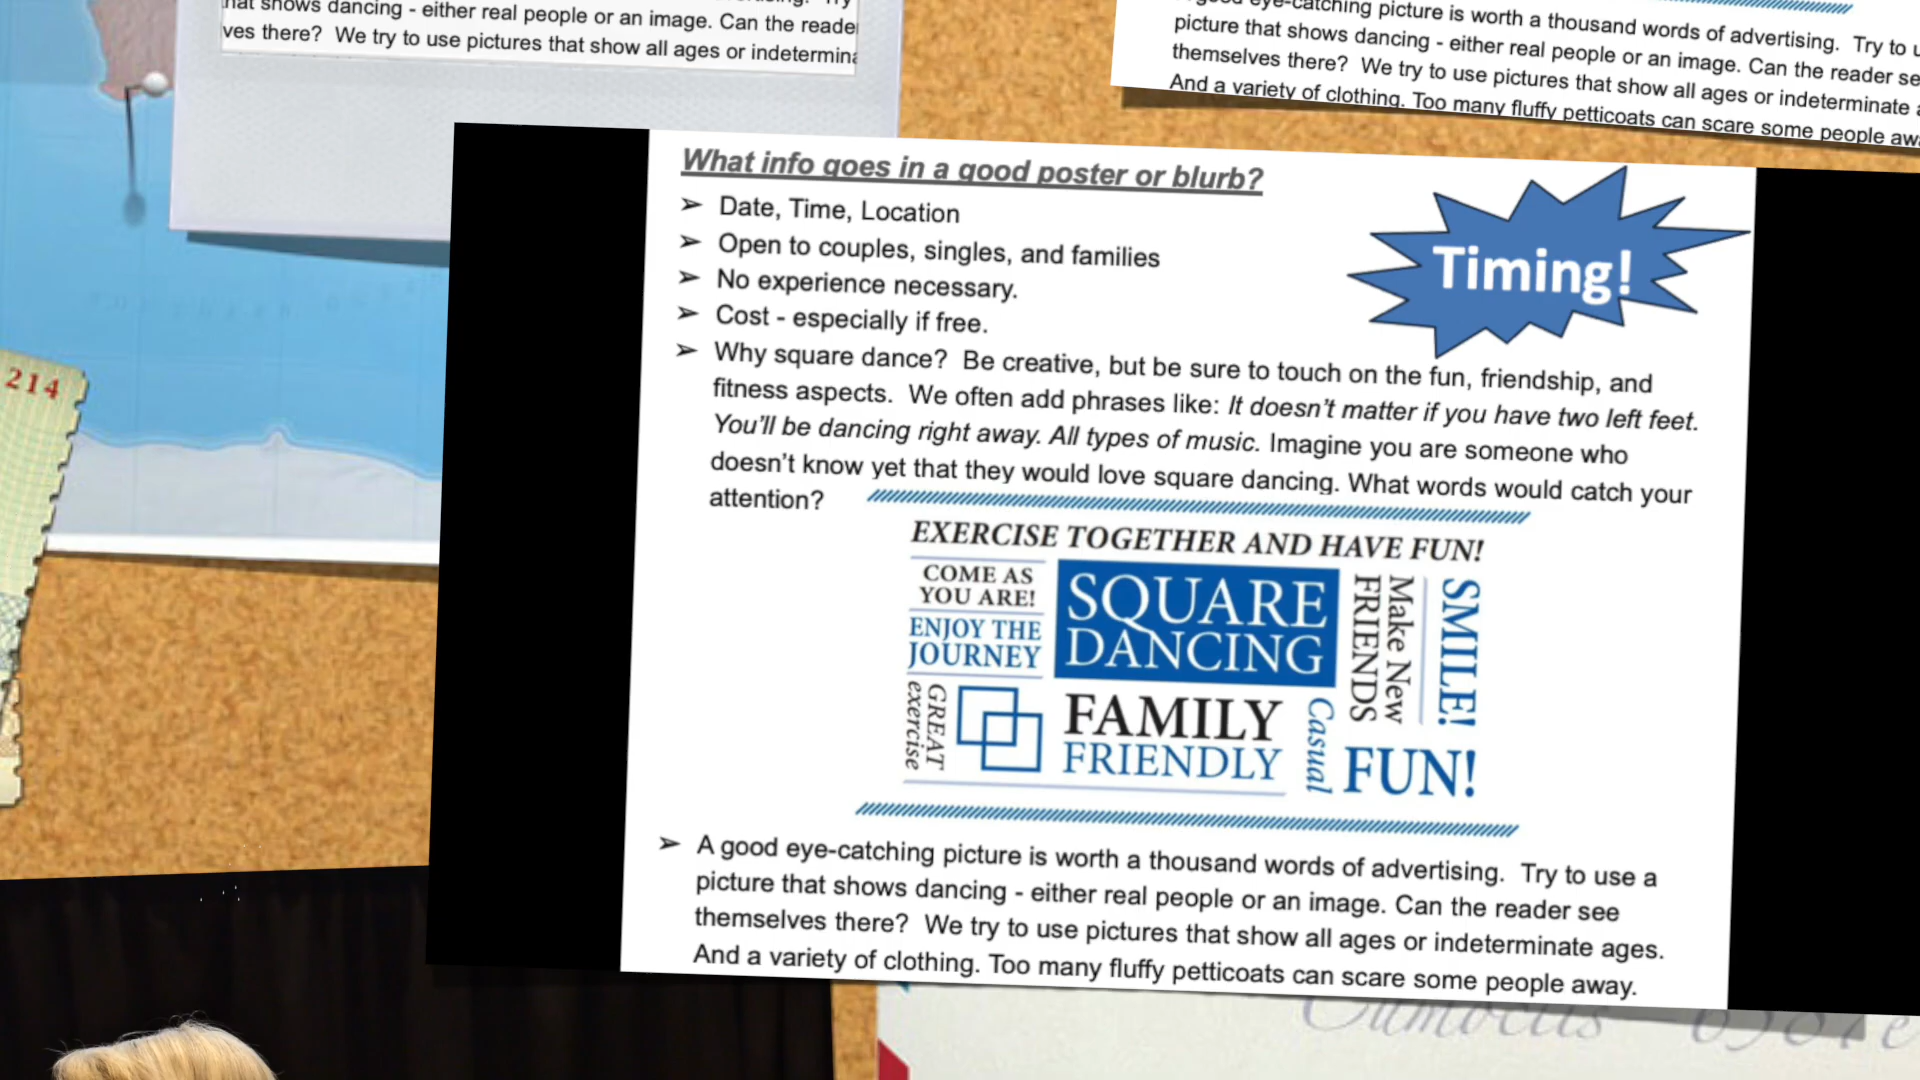 hat shows dancing - either real people or an image. Can the reade
ves there? We try to use pictures that show all ages or indetermina
eye-catching picture is worth a thousand words of advertising. Try to u
picture that shows dancing - either real people or an image. Can the reader se
themselves there? We try to use pictures that show all ages or indeterminate a
And a variety of clothing. Too many fluffy petticoats can scare some people aw
214
What info goes in a good poster or blurb?
➢ Date, Time, Location
➢ Open to couples, singles, and families
➢ No experience necessary.
➢ Cost - especially if free.
Timing!
➢ Why square dance? Be creative, but be sure to touch on the fun, friendship, and
fitness aspects. We often add phrases like: It doesn't matter if you have two left feet.
You'll be dancing right away. All types of music. Imagine you are someone who
doesn't know yet that they would love square dancing. What words would catch your
attention?
EXERCISE TOGETHER AND HAVE FUN!
COME AS
YOU ARE!
ENJOY THE
JOURNEY
SQUARE
DANCING
Make New
FRIENDS
SMILE!
GREAT
exercise
FAMILY
FRIENDLY
Casual
FUN!
➢ A good eye-catching picture is worth a thousand words of advertising. Try to use a
picture that shows dancing - either real people or an image. Can the reader see
themselves there? We try to use pictures that show all ages or indeterminate ages.
And a variety of clothing. Too many fluffy petticoats can scare some people away.